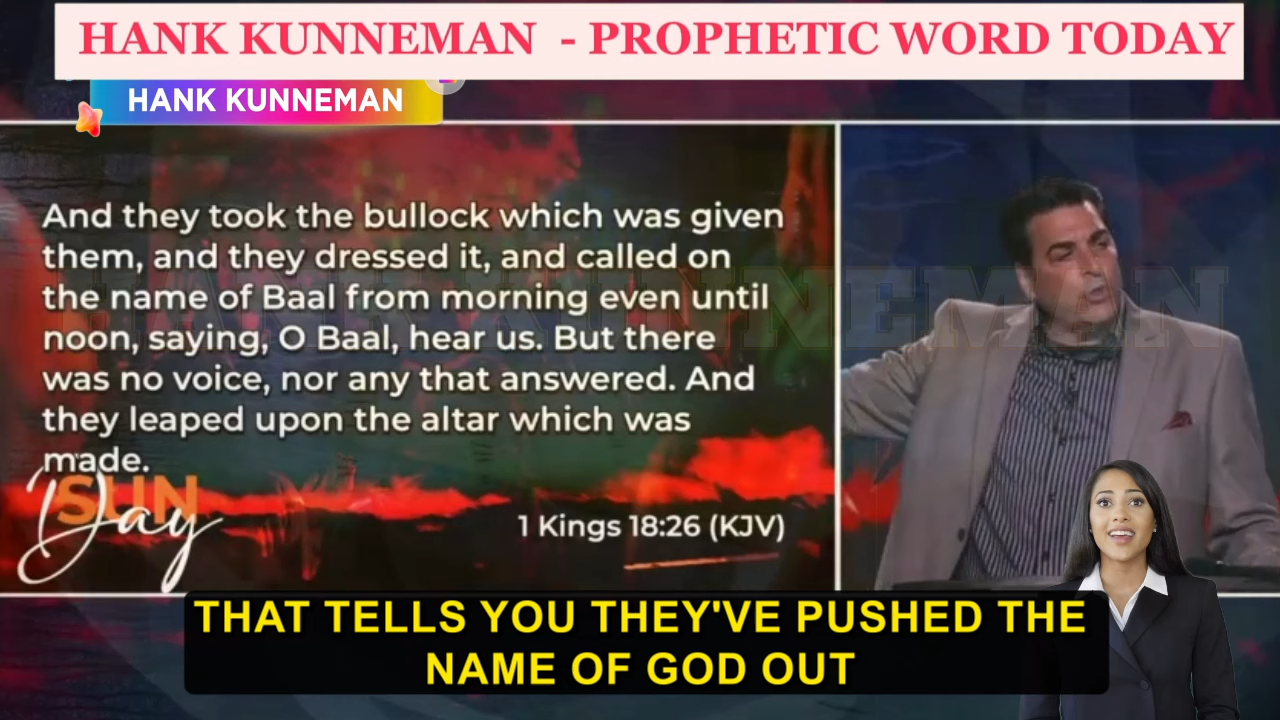 HANK KUNNEMAN - PROPHETIC WORD TODAY
HANK KUNNEMAN
And they took the bullock which was given
them, and they dressed it, and called on
the name of Baal from morning even until
noon, saying, O Baal, hear us. But there
was no voice, nor any that answered. And
they leaped upon the altar which was
made.
SUN
Day
1 Kings 18:26 (KJV)
HANK KUNNEMAN
THAT TELLS YOU THEY'VE PUSHED THE
NAME OF GOD OUT